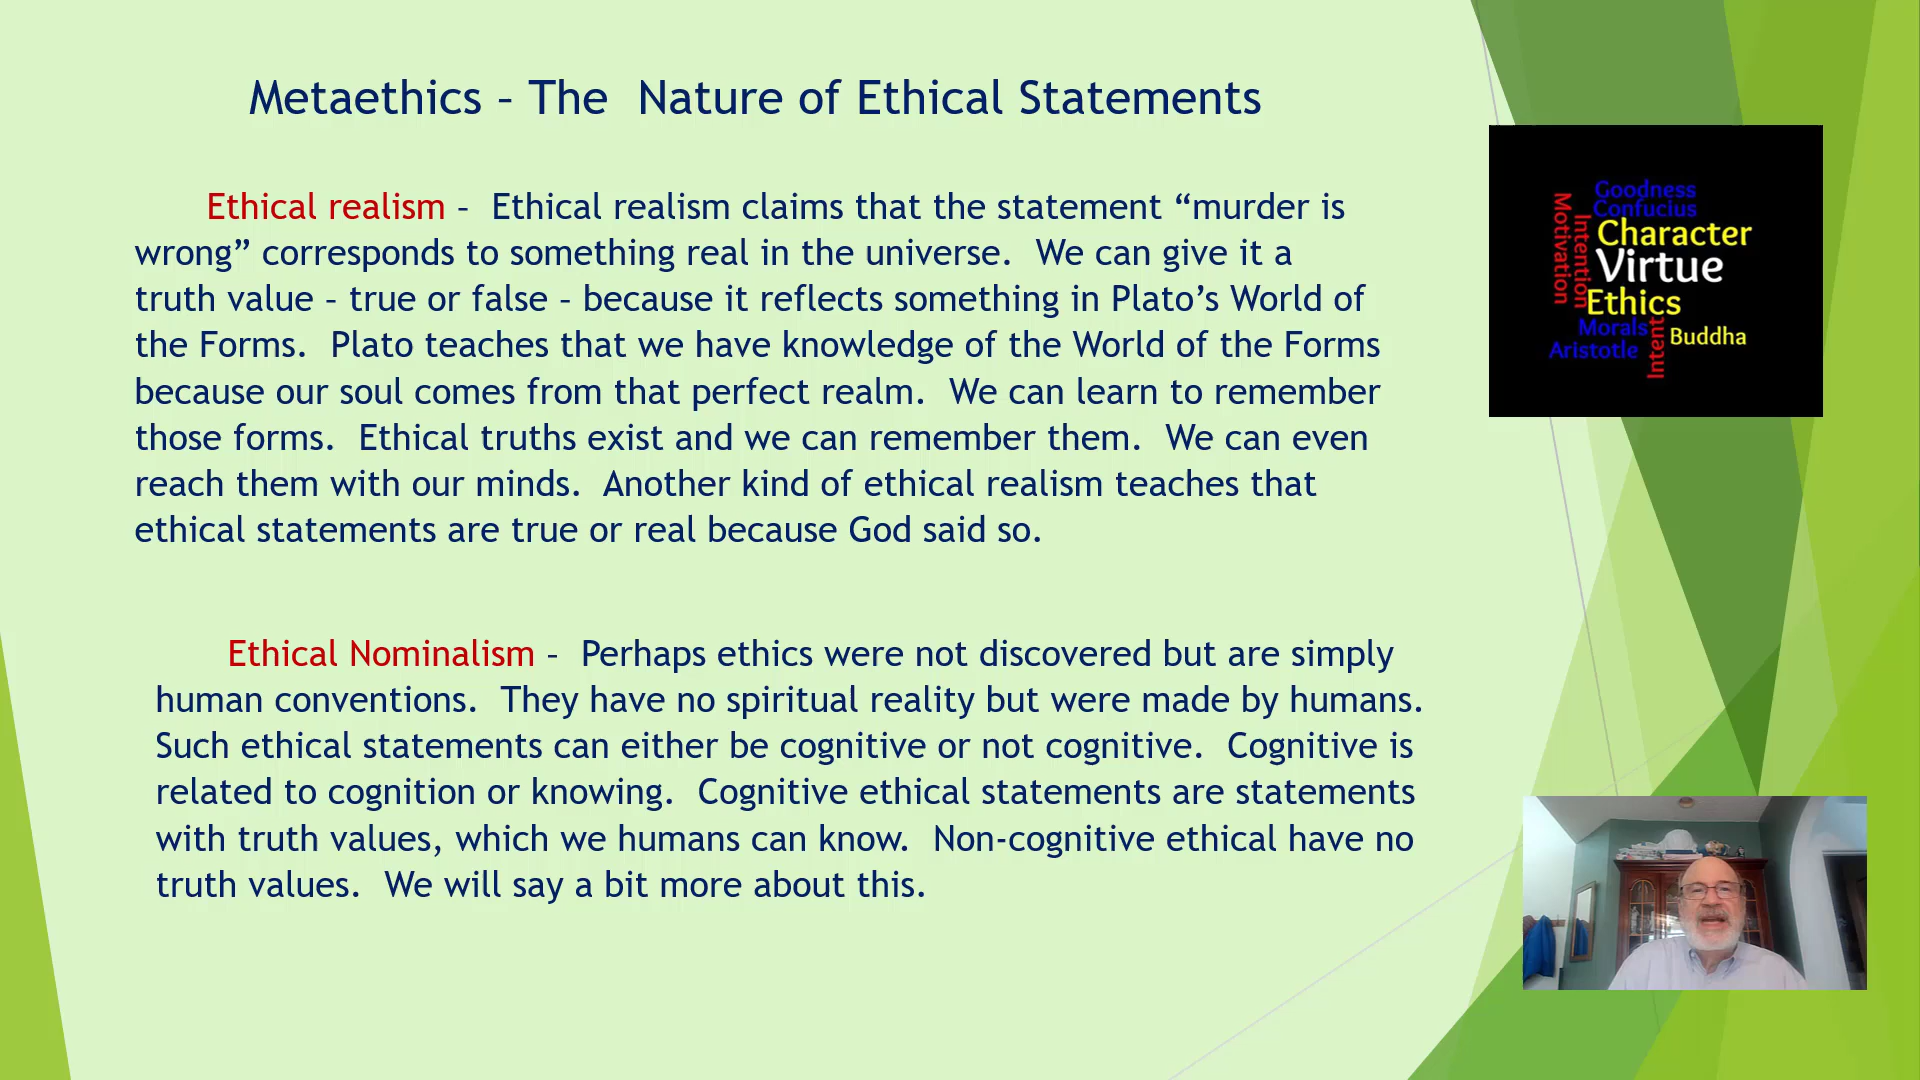 Metaethics – The  Nature of Ethical Statements
Ethical realism –  Ethical realism claims that the statement “murder is
wrong” corresponds to something real in the universe.  We can give it a
truth value – true or false – because it reflects something in Plato’s World of
the Forms.  Plato teaches that we have knowledge of the World of the Forms
because our soul comes from that perfect realm.  We can learn to remember
those forms.  Ethical truths exist and we can remember them.  We can even
reach them with our minds.  Another kind of ethical realism teaches that
ethical statements are true or real because God said so.
Ethical Nominalism –  Perhaps ethics were not discovered but are simply
human conventions.  They have no spiritual reality but were made by humans.
Such ethical statements can either be cognitive or not cognitive.  Cognitive is
related to cognition or knowing.  Cognitive ethical statements are statements
with truth values, which we humans can know.  Non-cognitive ethical have no
truth values.  We will say a bit more about this.
Goodness
Confucius
Motivation
Intention
Character
Virtue
Ethics
Morals
Intent
Buddha
Aristotle